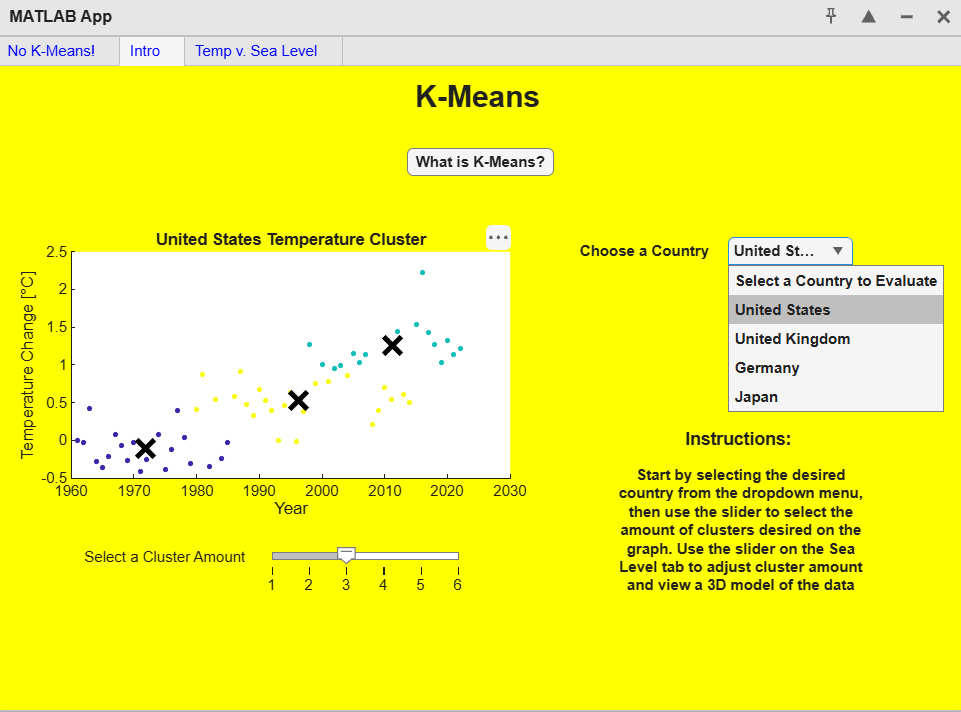 MATLAB App
No K-Means!
Intro
Temp v. Sea Level
K-Means
What is K-Means?
United States Temperature Cluster
Temperature Change [°C]
2.5
2
1.5
1
0.5
0
-0.5
1960 1970 1980 1990 2000 2010 2020 2030
Year
Select a Cluster Amount
1 2 3 4 5 6
Choose a Country
United St...
Select a Country to Evaluate
United States
United Kingdom
Germany
Japan
Instructions:
Start by selecting the desired
country from the dropdown menu,
then use the slider to select the
amount of clusters desired on the
graph. Use the slider on the Sea
Level tab to adjust cluster amount
and view a 3D model of the data